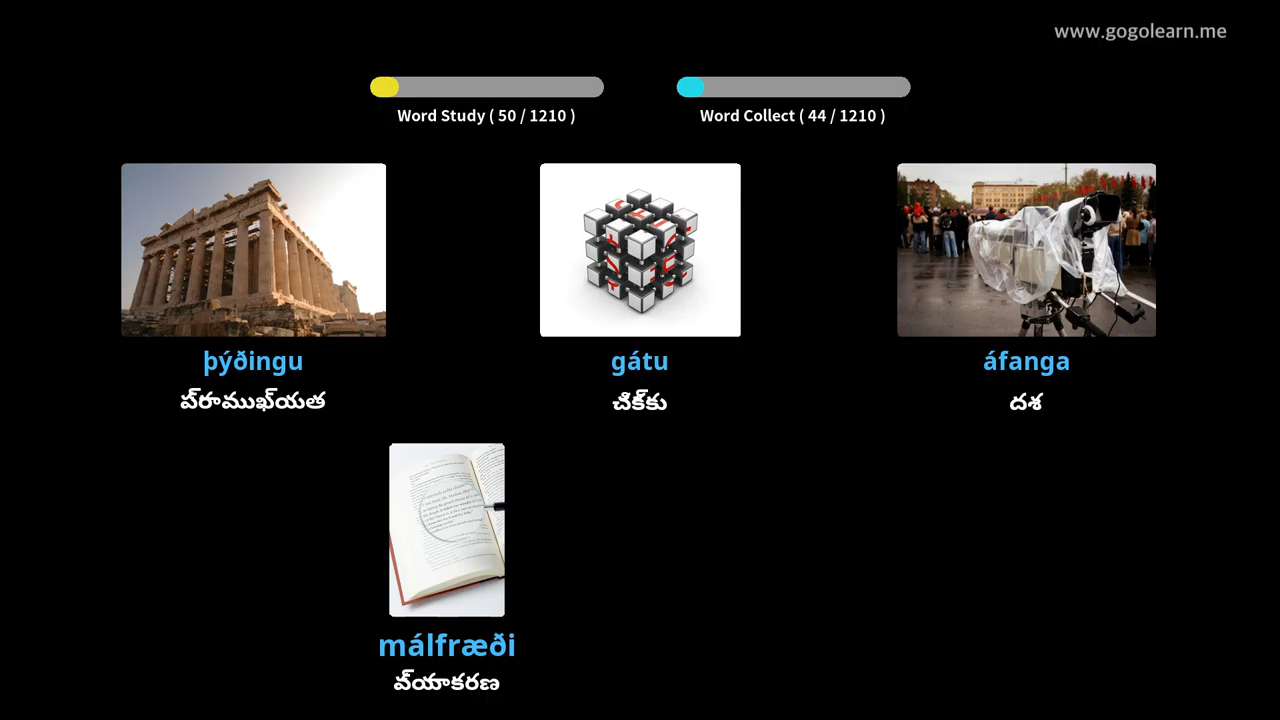 www.gogolearn.me
Word Study ( 50 / 1210 )
Word Collect ( 44 / 1210 )
þýðingu
gátu
áfanga
ప్రాముఖ్యత
చిక్కు
దశ
málfræði
వ్యాకరణ